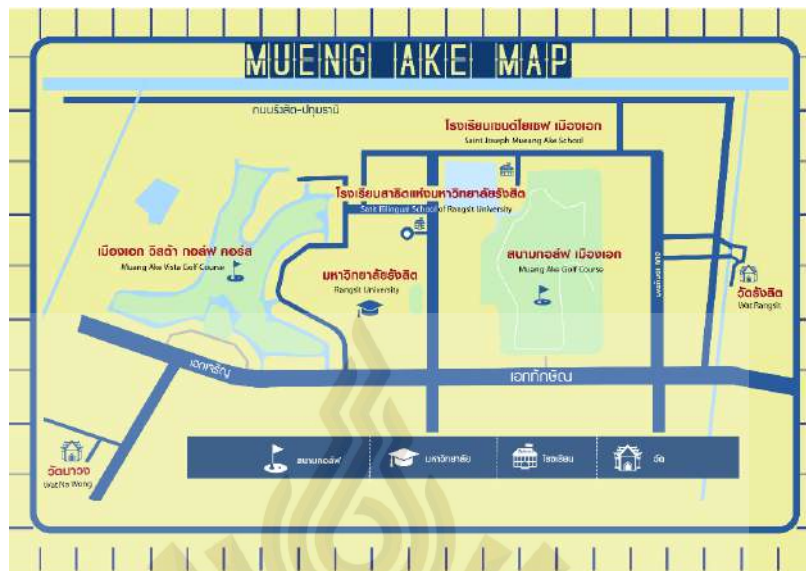 MUENG AKE MAP
ถนนรังสิต-ปทุมธานี
โรงเรียนเซนต์โยเซฟ เมืองเอก
Saint Joseph Mueang Ake School
โรงเรียนสาธิตแห่งมหาวิทยาลัยรังสิต
Satit Bilingual School of Rangsit University
เมืองเอก วิสต้า กอล์ฟ คอร์ส
Muang Ake Vista Golf Course
มหาวิทยาลัยรังสิต
Rangsit University
สนามกอล์ฟ เมืองเอก
Muang Ake Golf Course
วัดรังสิต
Wat Rangsit
เอกเจริญ
เอกทักษิณ
วัดนาวง
Wat Na Wong
สนามกอล์ฟ
มหาวิทยาลัย
โรงเรียน
วัด